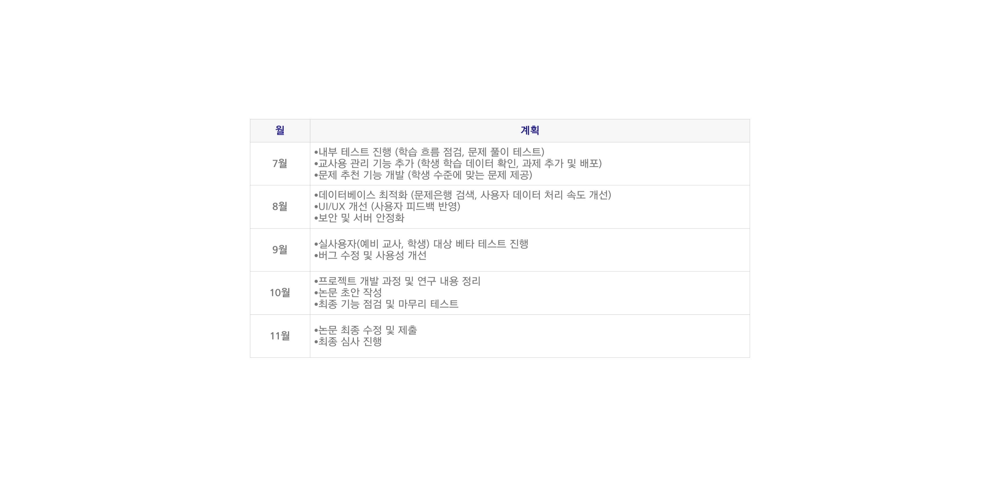 월
계획
7월
•내부 테스트 진행 (학습 흐름 점검, 문제 풀이 테스트)
•교사용 관리 기능 추가 (학생 학습 데이터 확인, 과제 추가 및 배포)
•문제 추천 기능 개발 (학생 수준에 맞는 문제 제공)
8월
•데이터베이스 최적화 (문제은행 검색, 사용자 데이터 처리 속도 개선)
•UI/UX 개선 (사용자 피드백 반영)
•보안 및 서버 안정화
9월
•실사용자(예비 교사, 학생) 대상 베타 테스트 진행
•버그 수정 및 사용성 개선
10월
•프로젝트 개발 과정 및 연구 내용 정리
•논문 초안 작성
•최종 기능 점검 및 마무리 테스트
11월
•논문 최종 수정 및 제출
•최종 심사 진행